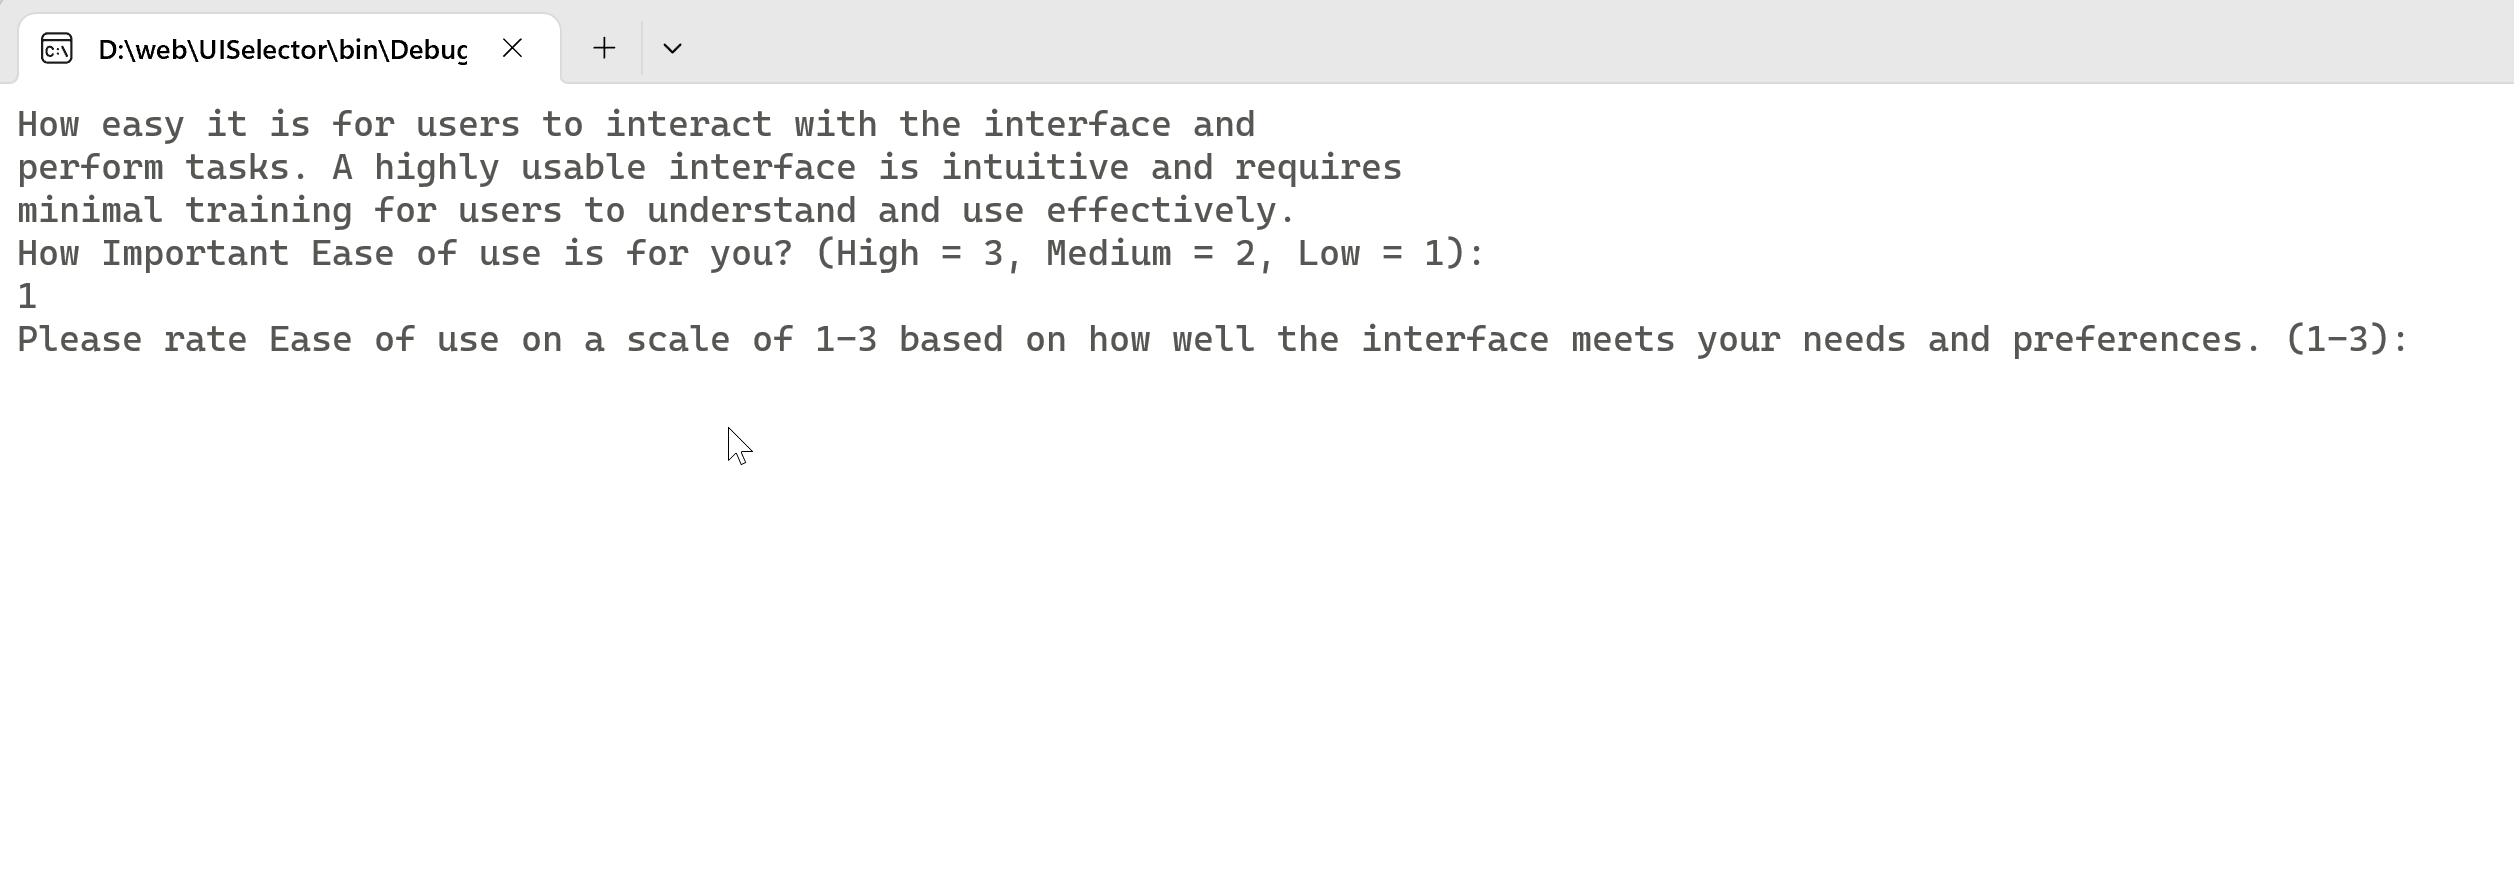 D:\web\UISelector\bin\Debug
How easy it is for users to interact with the interface and
perform tasks. A highly usable interface is intuitive and requires
minimal training for users to understand and use effectively.
How Important Ease of use is for you? (High = 3, Medium = 2, Low = 1):
1
Please rate Ease of use on a scale of 1-3 based on how well the interface meets your needs and preferences. (1-3):